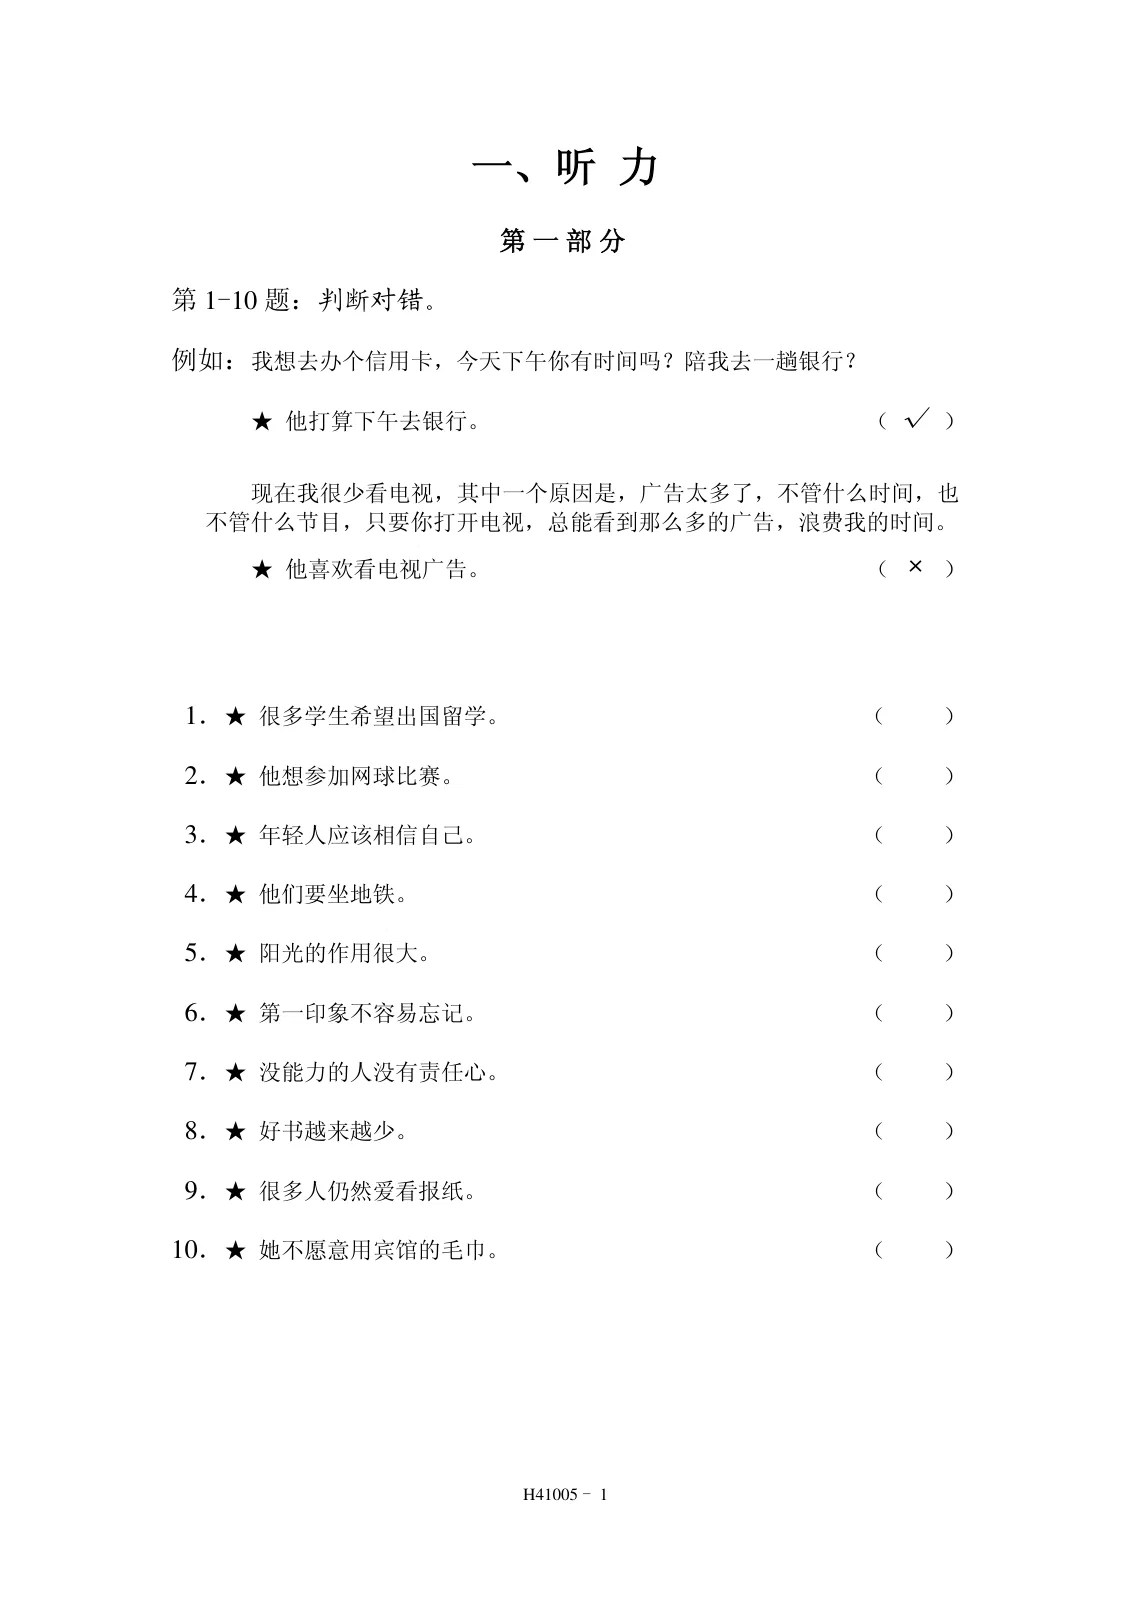 一、听 力
第一部分
第 1-10 题：判断对错。
例如：我想去办个信用卡，今天下午你有时间吗？陪我去一趟银行？
★ 他打算下午去银行。 （ √ ）
现在我很少看电视，其中一个原因是，广告太多了，不管什么时间，也
不管什么节目，只要你打开电视，总能看到那么多的广告，浪费我的时间。
★ 他喜欢看电视广告。 （ × ）
1．★ 很多学生希望出国留学。 （ ）
2．★ 他想参加网球比赛。 （ ）
3．★ 年轻人应该相信自己。 （ ）
4．★ 他们要坐地铁。 （ ）
5．★ 阳光的作用很大。 （ ）
6．★ 第一印象不容易忘记。 （ ）
7．★ 没能力的人没有责任心。 （ ）
8．★ 好书越来越少。 （ ）
9．★ 很多人仍然爱看报纸。 （ ）
10．★ 她不愿意用宾馆的毛巾。 （ ）
H41005 - 1